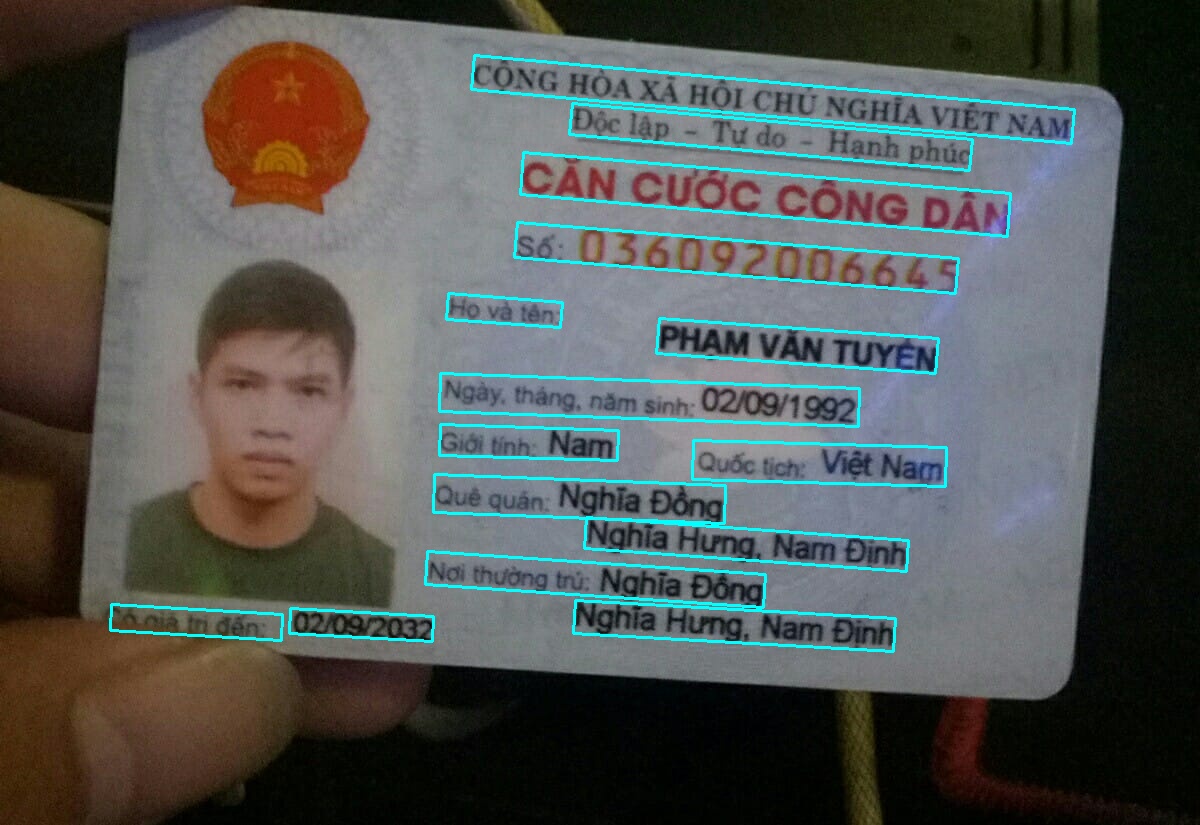 CỘNG HÒA XÃ HỘI CHỦ NGHĨA VIỆT NAM
Độc lập - Tự do - Hạnh phúc
CĂN CƯỚC CÔNG DÂN
Số: 036092006645
Họ và tên:
PHẠM VĂN TUYÊN
Ngày, tháng, năm sinh: 02/09/1992
Giới tính: Nam Quốc tịch: Việt Nam
Quê quán: Nghĩa Đồng
Nghĩa Hưng, Nam Định
Nơi thường trú: Nghĩa Đồng
Nghĩa Hưng, Nam Định
Có giá trị đến: 02/09/2032